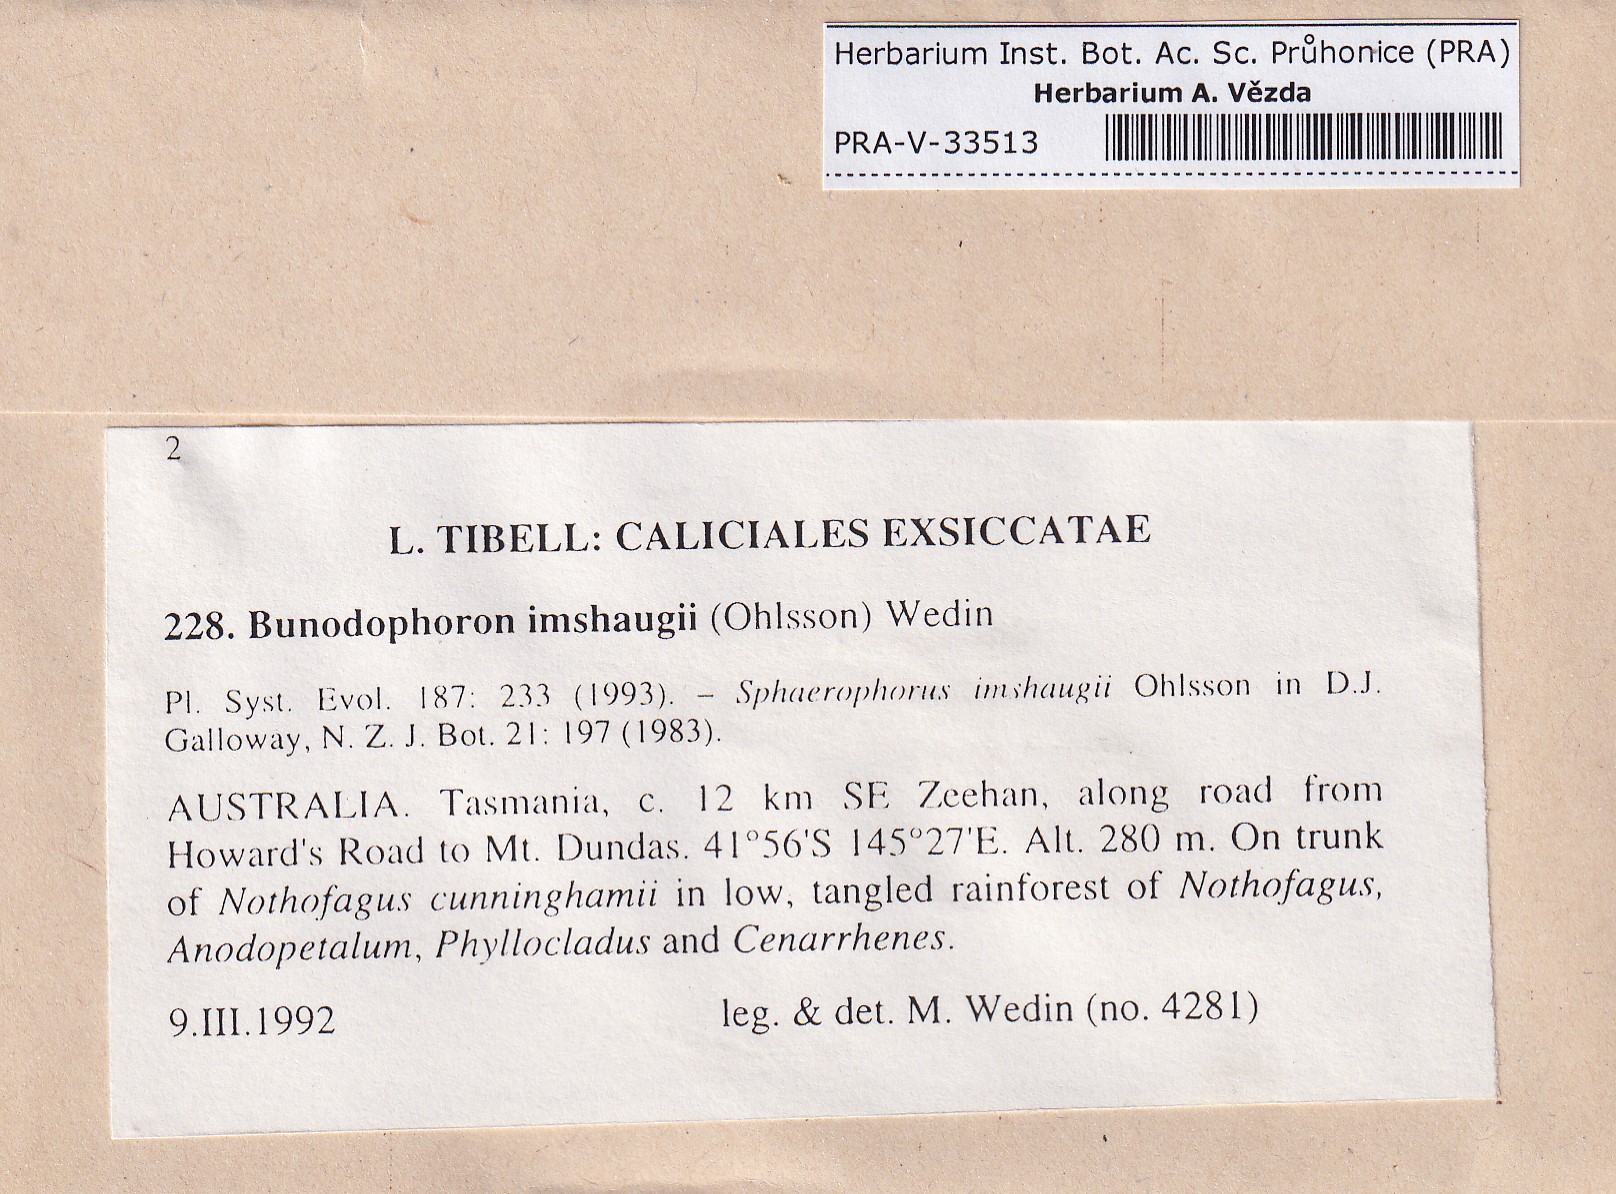 Herbarium Inst. Bot. Ac. Sc. Průhonice (PRA)
Herbarium A. Vězda
PRA-V-33513
2
L. TIBELL: CALICIALES EXSICCATAE
228. Bunodophoron imshaugii (Ohlsson) Wedin
Pl. Syst. Evol. 187: 233 (1993). – Sphaerophorus imshaugii Ohlsson in D.J.
Galloway, N. Z. J. Bot. 21: 197 (1983).
AUSTRALIA. Tasmania, c. 12 km SE Zeehan, along road from
Howard's Road to Mt. Dundas. 41°56'S 145°27'E. Alt. 280 m. On trunk
of Nothofagus cunninghamii in low, tangled rainforest of Nothofagus,
Anodopetalum, Phyllocladus and Cenarrhenes.
9.III.1992 leg. & det. M. Wedin (no. 4281)